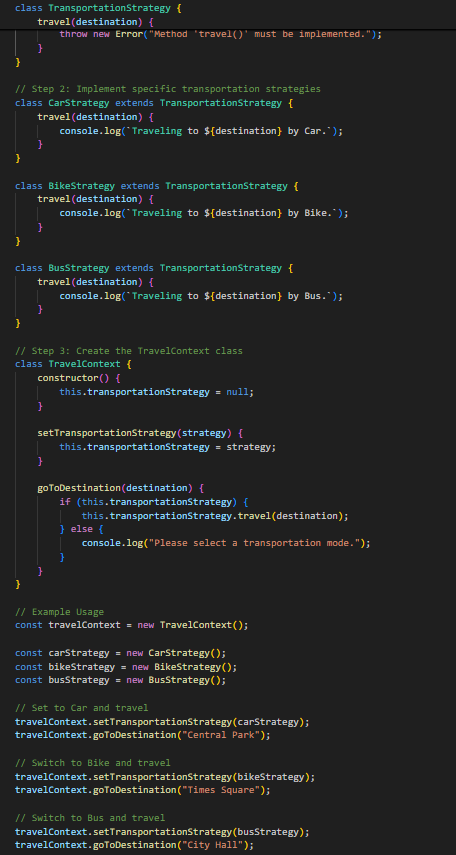 class TransportationStrategy {
    travel(destination) {
        throw new Error("Method 'travel()' must be implemented.");
    }
}

// Step 2: Implement specific transportation strategies
class CarStrategy extends TransportationStrategy {
    travel(destination) {
        console.log(`Traveling to ${destination} by Car.`);
    }
}

class BikeStrategy extends TransportationStrategy {
    travel(destination) {
        console.log(`Traveling to ${destination} by Bike.`);
    }
}

class BusStrategy extends TransportationStrategy {
    travel(destination) {
        console.log(`Traveling to ${destination} by Bus.`);
    }
}

// Step 3: Create the TravelContext class
class TravelContext {
    constructor() {
        this.transportationStrategy = null;
    }

    setTransportationStrategy(strategy) {
        this.transportationStrategy = strategy;
    }

    goToDestination(destination) {
        if (this.transportationStrategy) {
            this.transportationStrategy.travel(destination);
        } else {
            console.log("Please select a transportation mode.");
        }
    }
}

// Example Usage
const travelContext = new TravelContext();

const carStrategy = new CarStrategy();
const bikeStrategy = new BikeStrategy();
const busStrategy = new BusStrategy();

// Set to Car and travel
travelContext.setTransportationStrategy(carStrategy);
travelContext.goToDestination("Central Park");

// Switch to Bike and travel
travelContext.setTransportationStrategy(bikeStrategy);
travelContext.goToDestination("Times Square");

// Switch to Bus and travel
travelContext.setTransportationStrategy(busStrategy);
travelContext.goToDestination("City Hall");